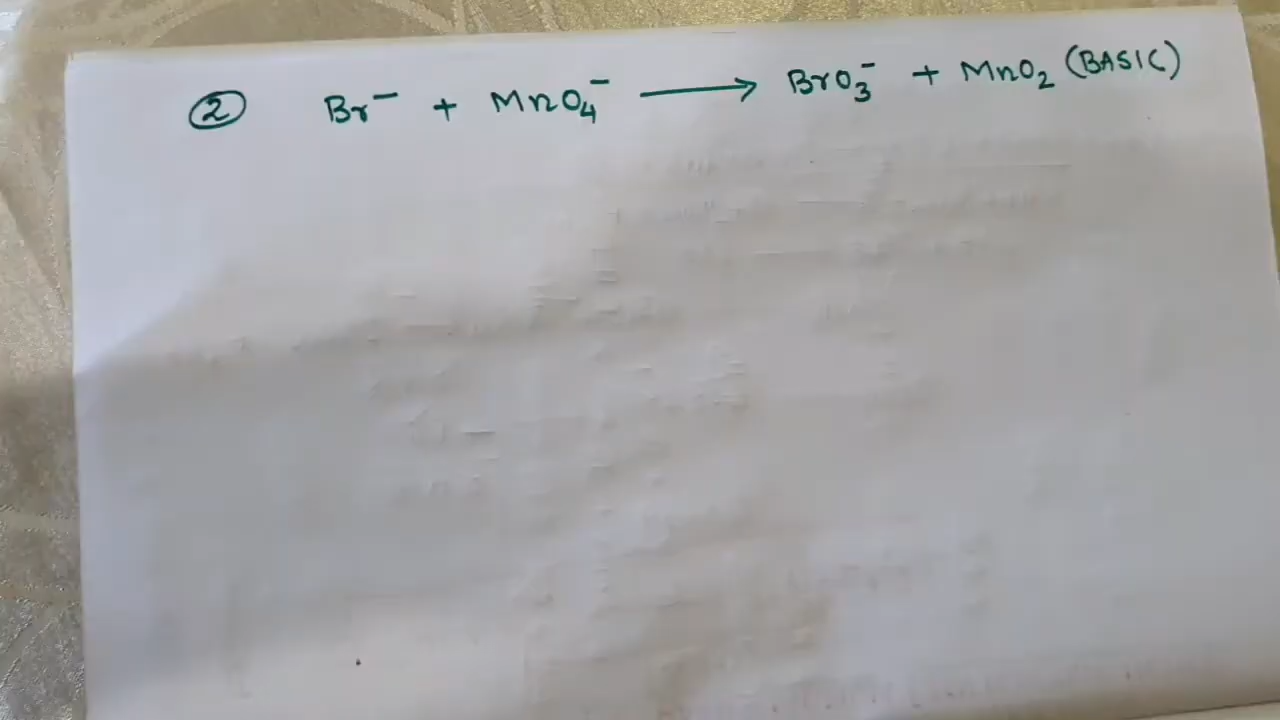 ② Br⁻ + MnO₄⁻ ⟶ BrO₃⁻ + MnO₂ (BASIC)